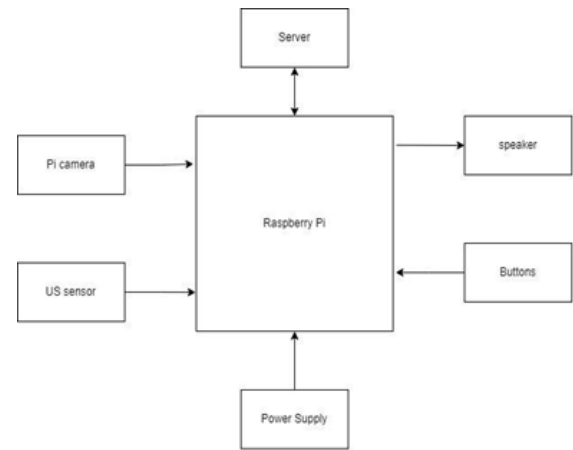 Server
Pi camera
speaker
Raspberry Pi
US sensor
Buttons
Power Supply